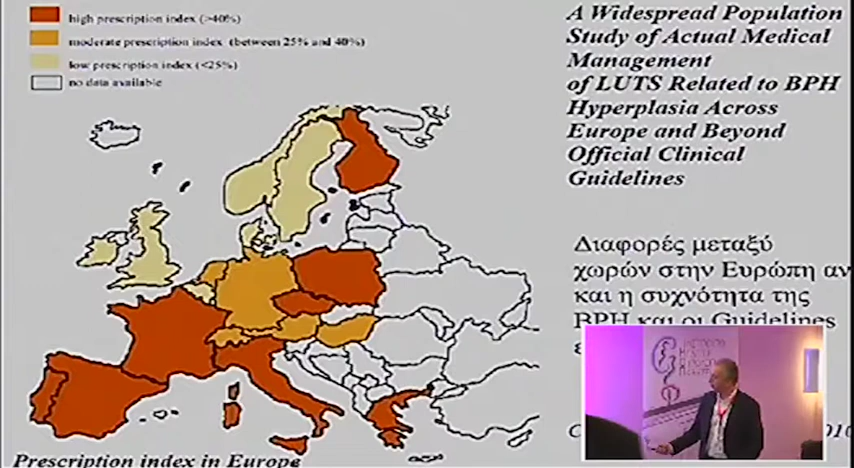 high prescription index (>40%)
moderate prescription index (between 25% and 40%)
low prescription index (<25%)
no data available
A Widespread Population
Study of Actual Medical
Management
of LUTS Related to BPH
Hyperplasia Across
Europe and Beyond
Official Clinical
Guidelines
Διαφορές μεταξύ
χωρών στην Ευρώπη αν
και η συχνότητα της
BPH και οι Guidelines
Prescription index in Europe